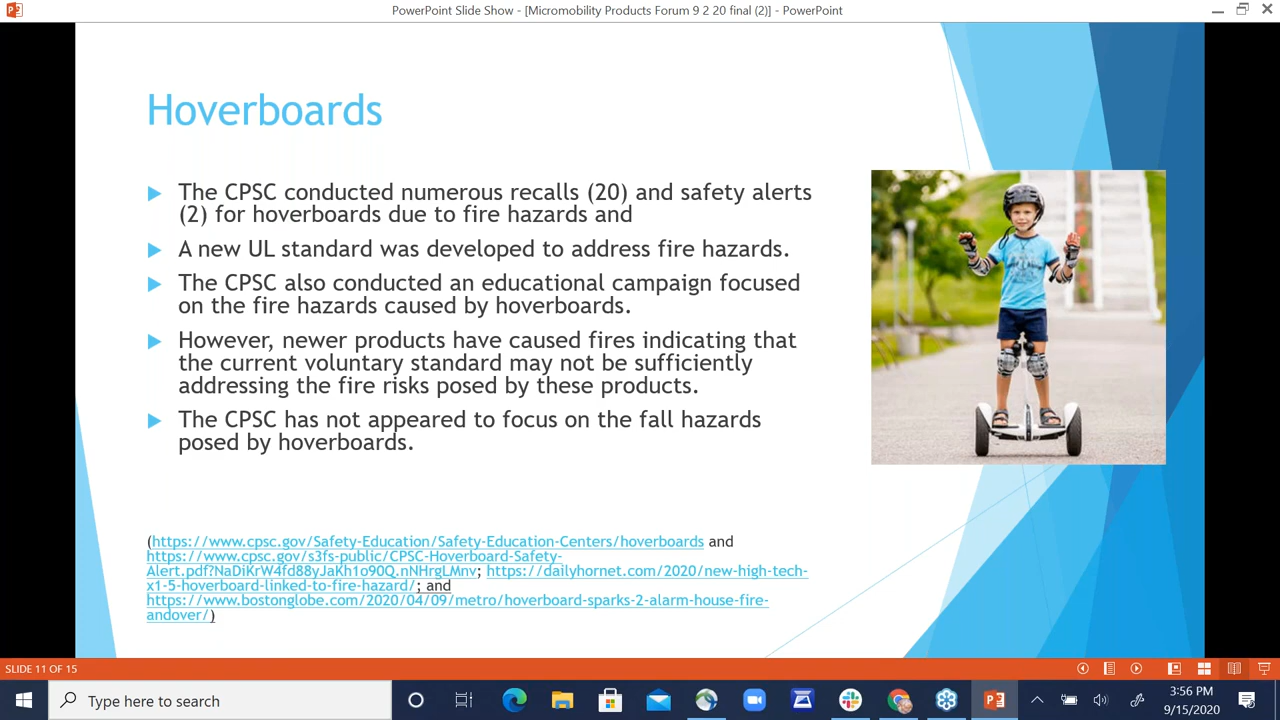 PowerPoint Slide Show - [Micromobility Products Forum 9 2 20 final (2)] - PowerPoint
Hoverboards
The CPSC conducted numerous recalls (20) and safety alerts
(2) for hoverboards due to fire hazards and
A new UL standard was developed to address fire hazards.
The CPSC also conducted an educational campaign focused
on the fire hazards caused by hoverboards.
However, newer products have caused fires indicating that
the current voluntary standard may not be sufficiently
addressing the fire risks posed by these products.
The CPSC has not appeared to focus on the fall hazards
posed by hoverboards.
(https://www.cpsc.gov/Safety-Education/Safety-Education-Centers/hoverboards and
https://www.cpsc.gov/s3fs-public/CPSC-Hoverboard-Safety-
Alert.pdf?NaDiKrW4fd88yJaKh1o90Q.nNHrgLMnv; https://dailyhornet.com/2020/new-high-tech-
x1-5-hoverboard-linked-to-fire-hazard/; and
https://www.bostonglobe.com/2020/04/09/metro/hoverboard-sparks-2-alarm-house-fire-
andover/)
SLIDE 11 OF 15
Type here to search
3:56 PM
9/15/2020